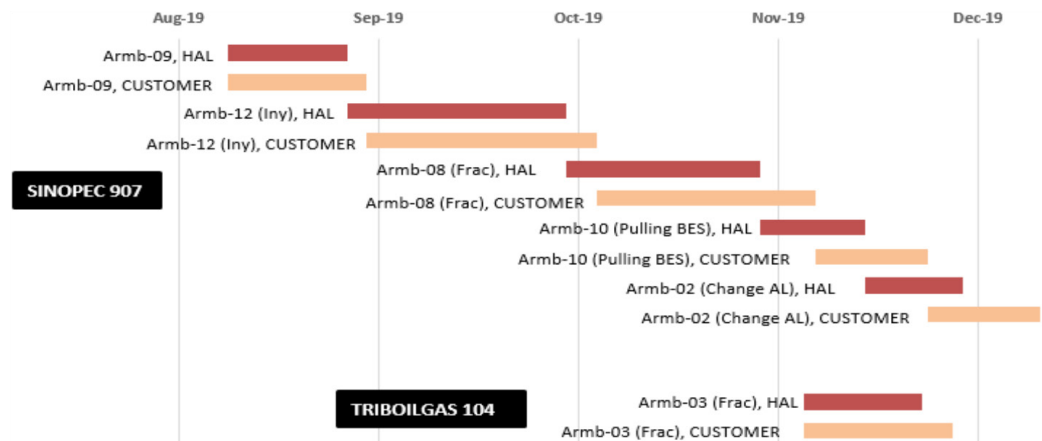 Aug-19 Sep-19 Oct-19 Nov-19 Dec-19
Armb-09, HAL
Armb-09, CUSTOMER
Armb-12 (Iny), HAL
Armb-12 (Iny), CUSTOMER
Armb-08 (Frac), HAL
SINOPEC 907
Armb-08 (Frac), CUSTOMER
Armb-10 (Pulling BES), HAL
Armb-10 (Pulling BES), CUSTOMER
Armb-02 (Change AL), HAL
Armb-02 (Change AL), CUSTOMER
TRIBOILGAS 104
Armb-03 (Frac), HAL
Armb-03 (Frac), CUSTOMER